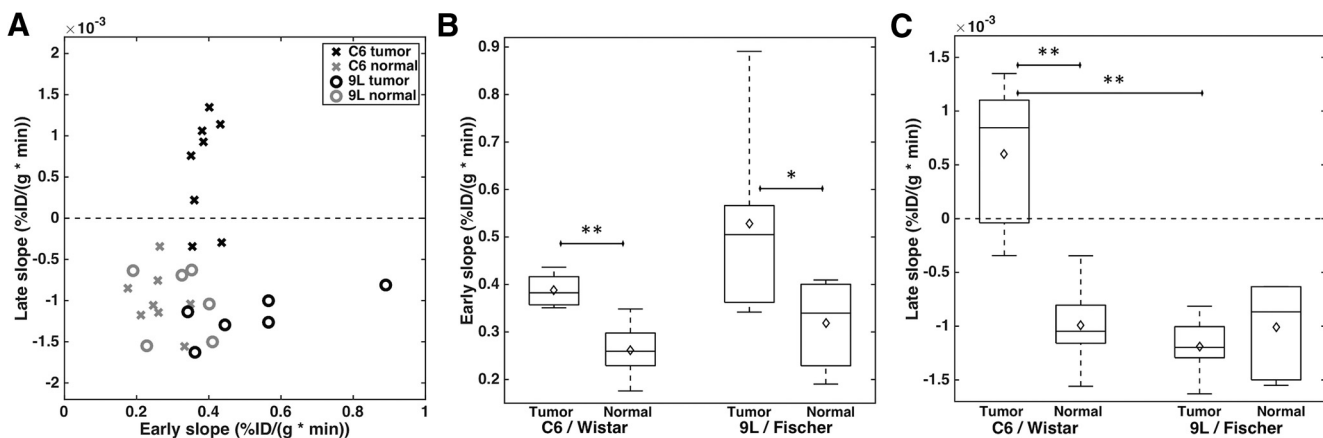 A
×10-3
2
1.5
1
0.5
0
-0.5
-1
-1.5
-2
Late slope (%ID/(g * min))
0 0.2 0.4 0.6 0.8 1
Early slope (%ID/(g * min))
C6 tumor
C6 normal
9L tumor
9L normal
B
0.9
0.8
0.7
0.6
0.5
0.4
0.3
0.2
Early slope (%ID/(g * min))
**
*
Tumor Normal Tumor Normal
C6 / Wistar 9L / Fischer
C
×10-3
1.5
1
0.5
0
-0.5
-1
-1.5
Late slope (%ID/(g * min))
**
**
Tumor Normal Tumor Normal
C6 / Wistar 9L / Fischer